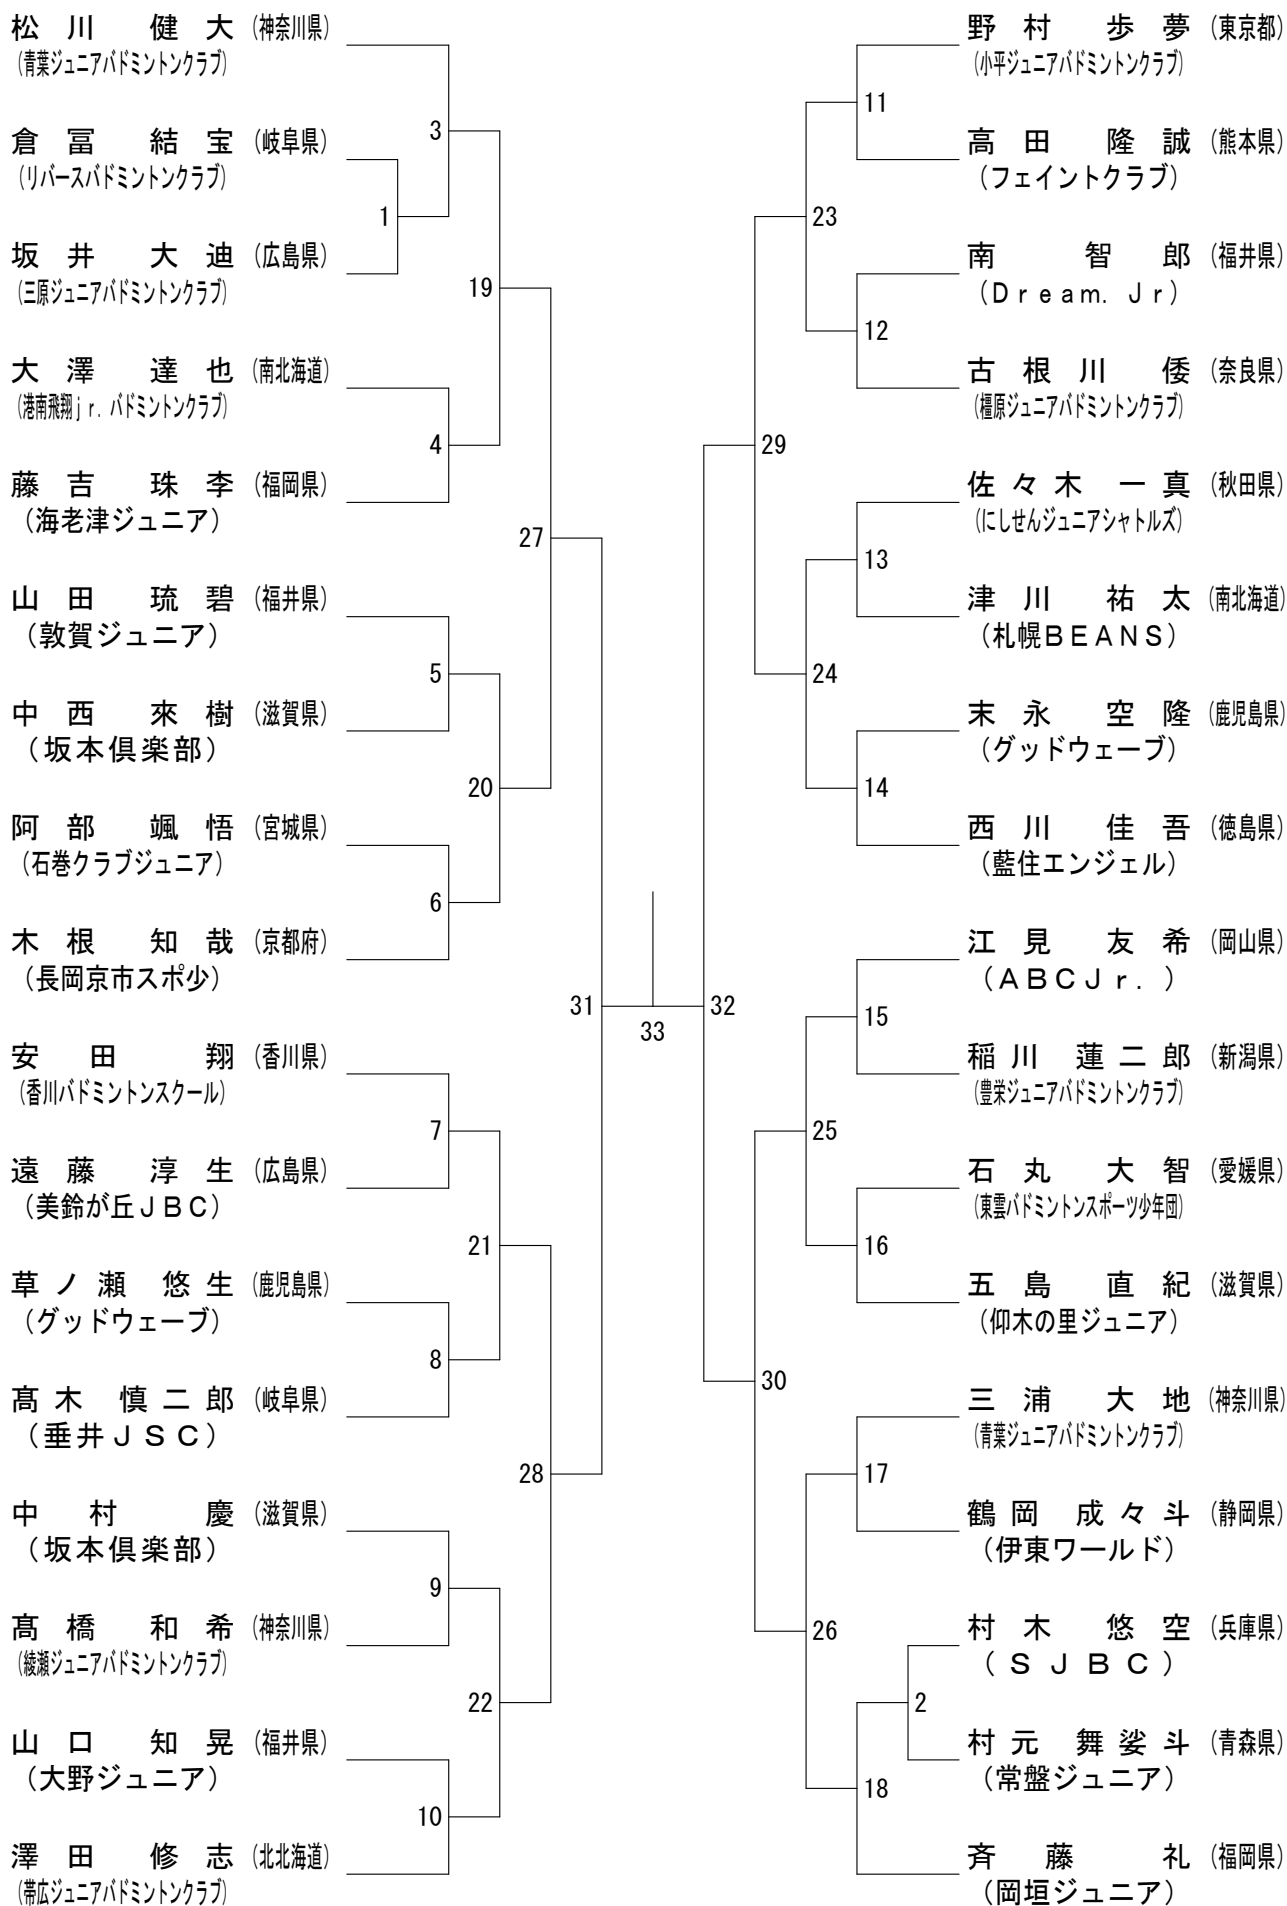 松川 健大 (神奈川県)
(青葉ジュニアバドミントンクラブ)
3
倉冨 結宝 (岐阜県)
(リバースバドミントンクラブ)
1
坂井 大迪 (広島県)
(三原ジュニアバドミントンクラブ)
19
大澤 達也 (南北海道)
(港南飛翔jr.バドミントンクラブ)
4
藤吉 珠李 (福岡県)
(海老津ジュニア)
27
山田 琉碧 (福井県)
(敦賀ジュニア)
5
中西 來樹 (滋賀県)
(坂本倶楽部)
20
阿部 颯悟 (宮城県)
(石巻クラブジュニア)
6
木根 知哉 (京都府)
(長岡京市スポ少)
31
33
安田 翔 (香川県)
(香川バドミントンスクール)
7
遠藤 淳生 (広島県)
(美鈴が丘JBC)
21
草ノ瀬 悠生 (鹿児島県)
(グッドウェーブ)
8
髙木 慎二郎 (岐阜県)
(垂井JSC)
28
中村 慶 (滋賀県)
(坂本倶楽部)
9
髙橋 和希 (神奈川県)
(綾瀬ジュニアバドミントンクラブ)
22
山口 知晃 (福井県)
(大野ジュニア)
10
澤田 修志 (北北海道)
(帯広ジュニアバドミントンクラブ)
野村 歩夢 (東京都)
(小平ジュニアバドミントンクラブ)
11
高田 隆誠 (熊本県)
(フェイントクラブ)
23
南 智郎 (福井県)
(Dream. Jr)
12
古根川 倭 (奈良県)
(橿原ジュニアバドミントンクラブ)
29
佐々木 一真 (秋田県)
(にしせんジュニアシャトルズ)
13
津川 祐太 (南北海道)
(札幌BEANS)
24
末永 空隆 (鹿児島県)
(グッドウェーブ)
14
西川 佳吾 (徳島県)
(藍住エンジェル)
江見 友希 (岡山県)
(ABCJr.)
32
15
稲川 蓮二郎 (新潟県)
(豊栄ジュニアバドミントンクラブ)
25
石丸 大智 (愛媛県)
(東雲バドミントンスポーツ少年団)
16
五島 直紀 (滋賀県)
(仰木の里ジュニア)
30
三浦 大地 (神奈川県)
(青葉ジュニアバドミントンクラブ)
17
鶴岡 成々斗 (静岡県)
(伊東ワールド)
26
村木 悠空 (兵庫県)
(SJBC)
2
村元 舞娑斗 (青森県)
(常盤ジュニア)
18
斉藤 礼 (福岡県)
(岡垣ジュニア)